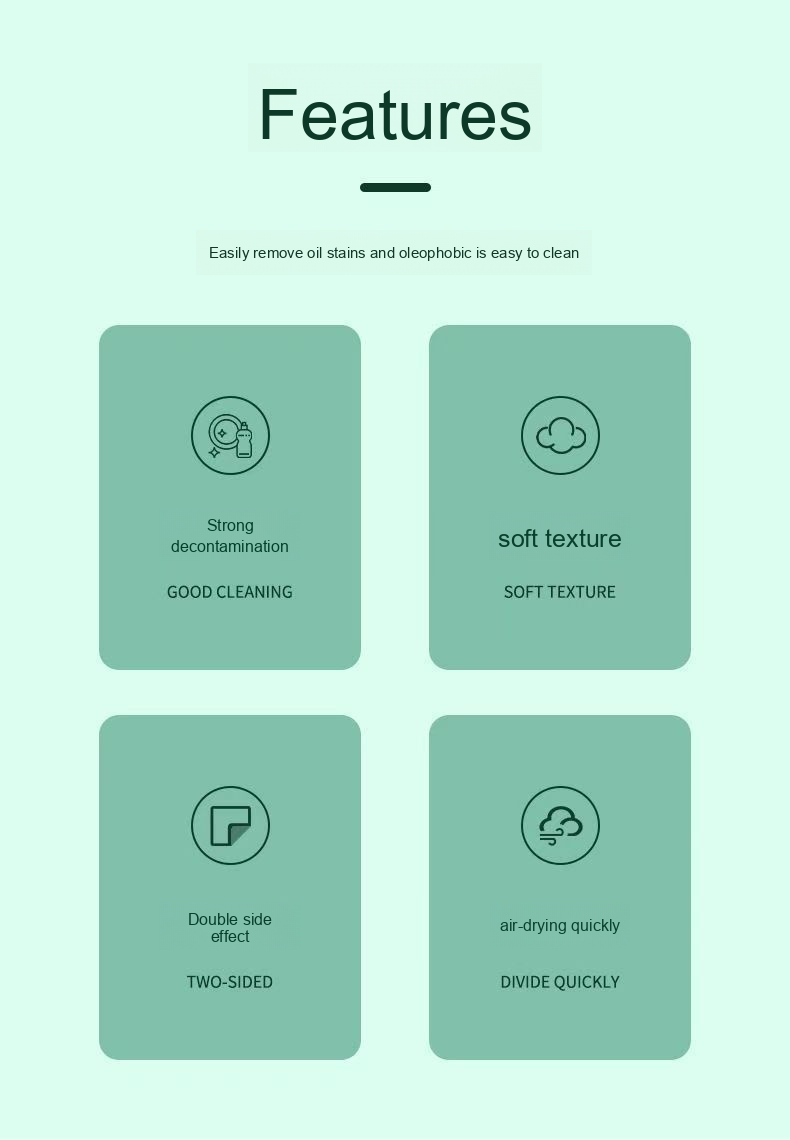 Features
Easily remove oil stains and oleophobic is easy to clean
Strong
decontamination
GOOD CLEANING
soft texture
SOFT TEXTURE
Double side
effect
TWO-SIDED
air-drying quickly
DIVIDE QUICKLY